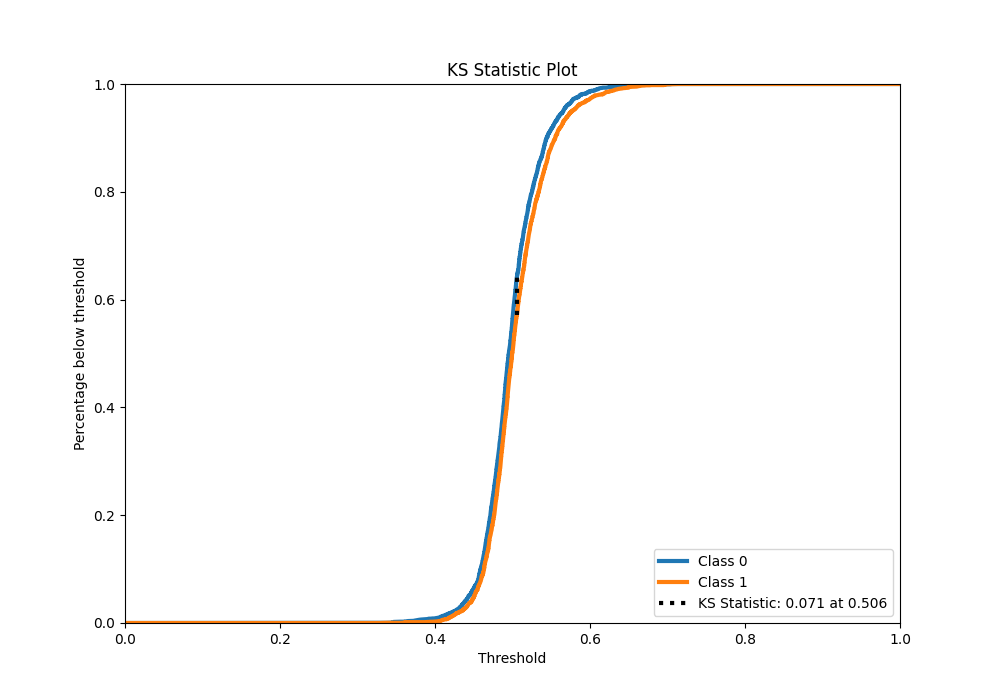 KS Statistic Plot
1.0
0.8
0.6
0.4
0.2
0.0
Percentage below threshold
0.0 0.2 0.4 0.6 0.8 1.0
Threshold
Class 0
Class 1
KS Statistic: 0.071 at 0.506